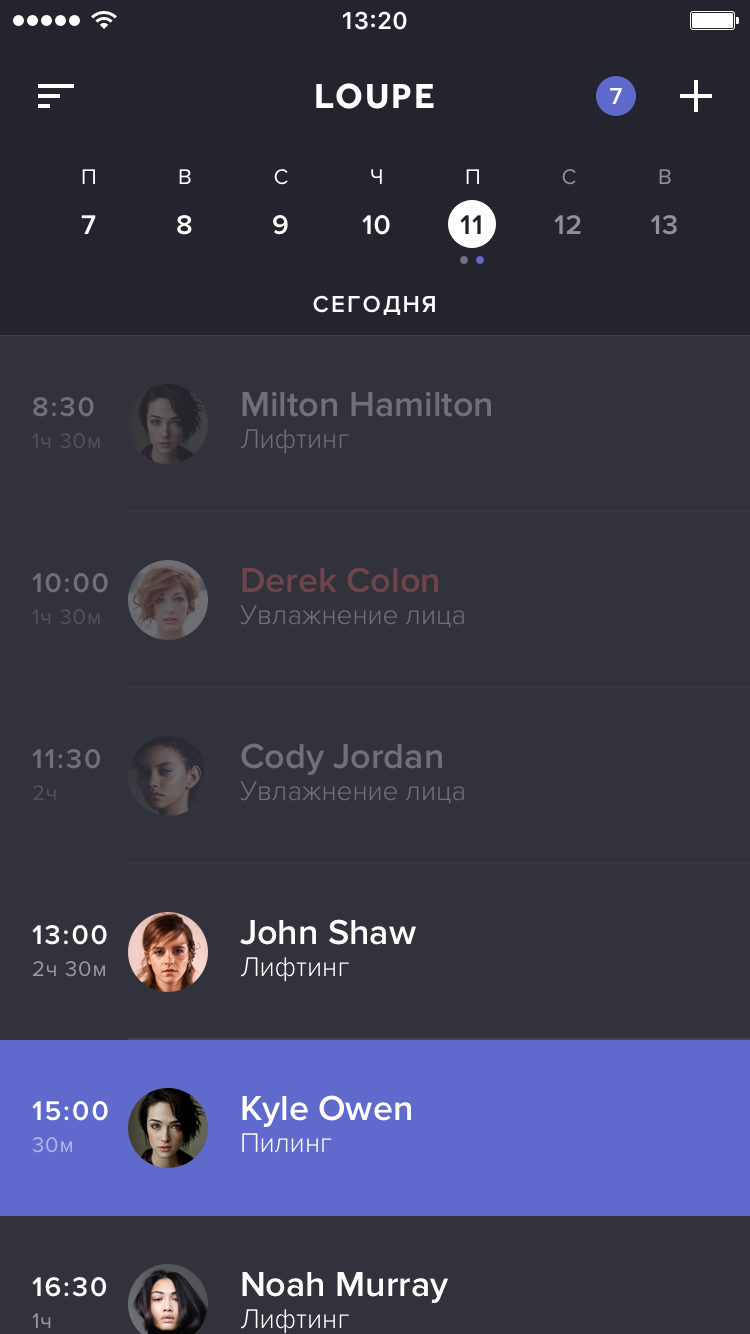 13:20
LOUPE
7
П В С Ч П С В
7 8 9 10 11 12 13
СЕГОДНЯ
8:30 Milton Hamilton
1ч 30м Лифтинг
10:00 Derek Colon
1ч 30м Увлажнение лица
11:30 Cody Jordan
2ч Увлажнение лица
13:00 John Shaw
2ч 30м Лифтинг
15:00 Kyle Owen
30м Пилинг
16:30 Noah Murray
1ч Лифтинг